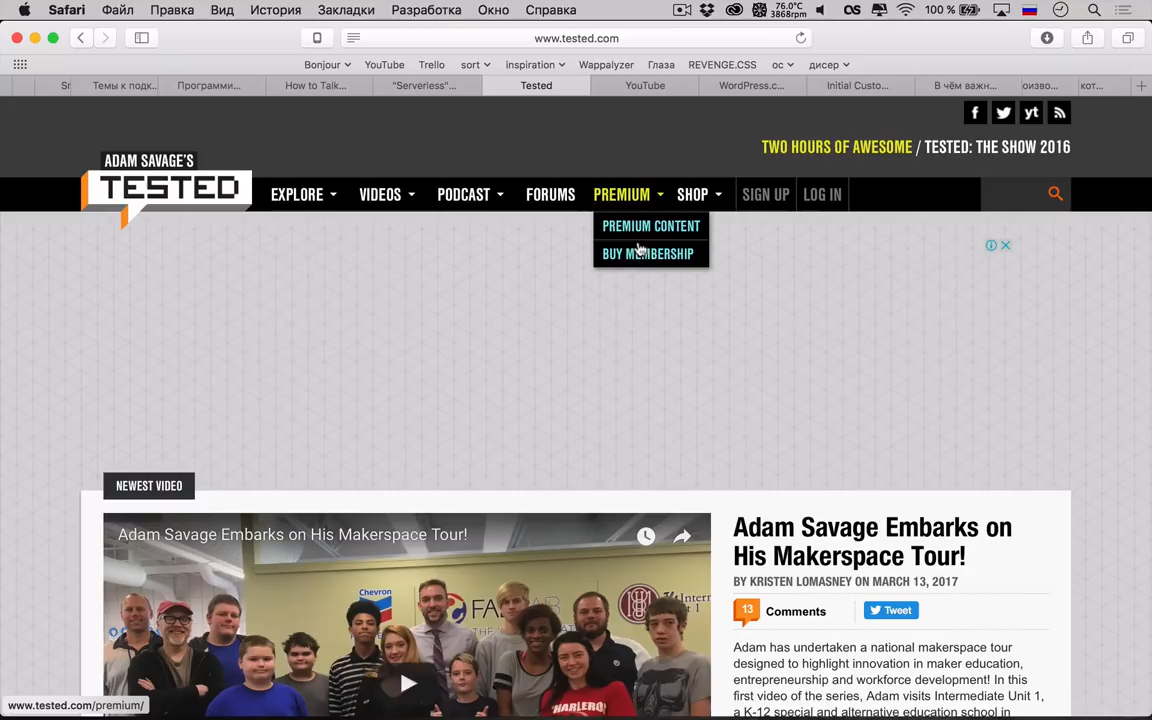 Safari Файл Правка Вид История Закладки Разработка Окно Справка 76.0°C 3868rpm 100 %
www.tested.com
Bonjour YouTube Trello sort inspiration Wappalyzer Глаза REVENGE.CSS ос дисер
Sr Темы к подк... Программи... How to Talk... "Serverless"... Tested YouTube WordPress.c... Initial Custo... В чём важн... оизво... кот...
TWO HOURS OF AWESOME / TESTED: THE SHOW 2016
ADAM SAVAGE'S
TESTED
EXPLORE VIDEOS PODCAST FORUMS PREMIUM SHOP SIGN UP LOG IN
PREMIUM CONTENT
BUY MEMBERSHIP
NEWEST VIDEO
Adam Savage Embarks on His Makerspace Tour!
Chevron
Adam Savage Embarks on
His Makerspace Tour!
BY KRISTEN LOMASNEY ON MARCH 13, 2017
13 Comments Tweet
Adam has undertaken a national makerspace tour
designed to highlight innovation in maker education,
entrepreneurship and workforce development! In this
first video of the series, Adam visits Intermediate Unit 1,
a K-12 special and alternative education school in
www.tested.com/premium/